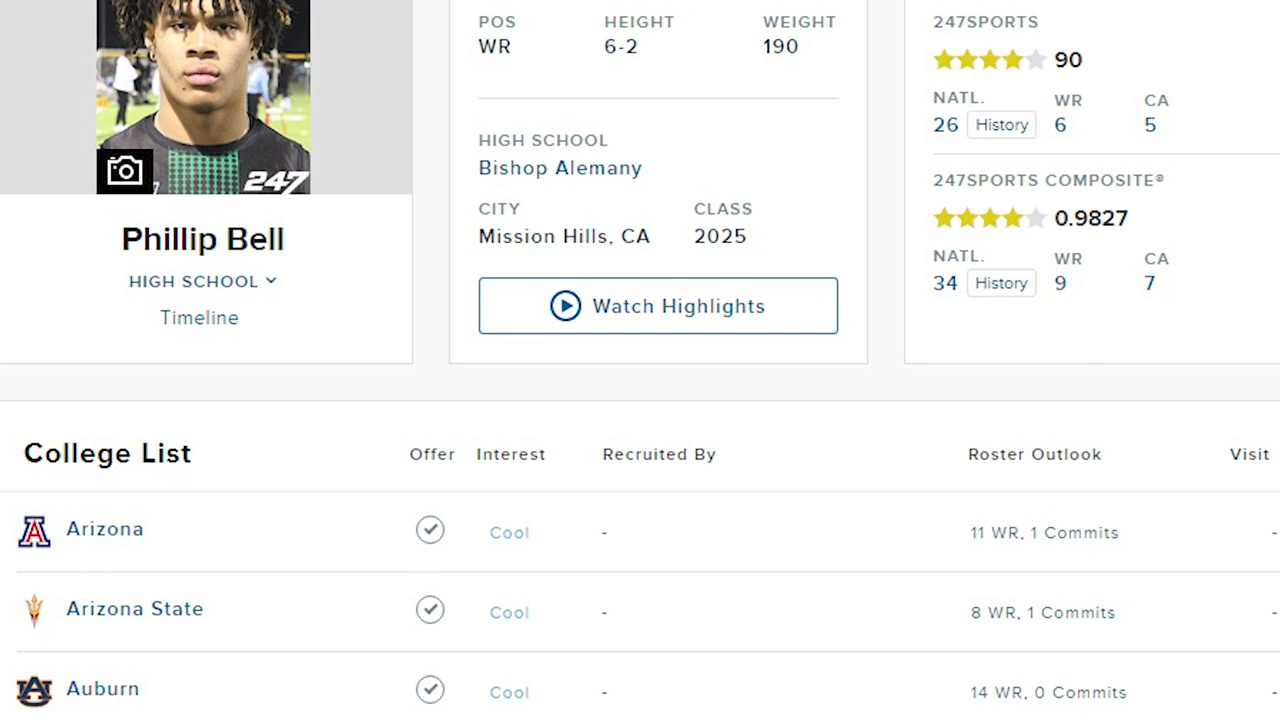 247
Phillip Bell
HIGH SCHOOL
Timeline
POS HEIGHT WEIGHT
WR 6-2 190
HIGH SCHOOL
Bishop Alemany
CITY CLASS
Mission Hills, CA 2025
Watch Highlights
247SPORTS
90
NATL. WR CA
26 History 6 5
247SPORTS COMPOSITE®
0.9827
NATL. WR CA
34 History 9 7
College List Offer Interest Recruited By Roster Outlook Visit
Arizona Cool - 11 WR, 1 Commits -
Arizona State Cool - 8 WR, 1 Commits -
Auburn Cool - 14 WR, 0 Commits -